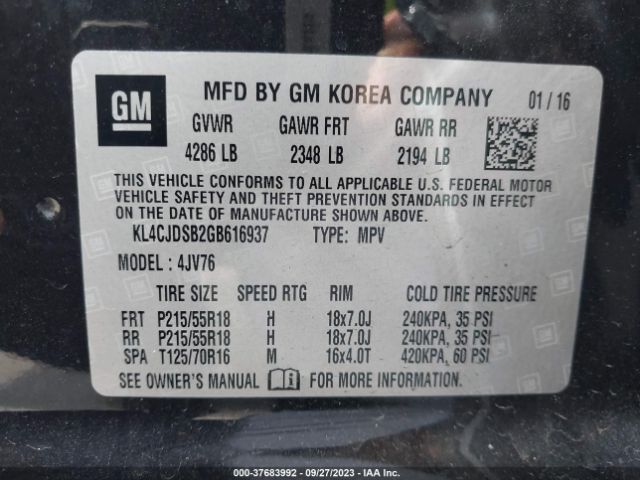 GM
MFD BY GM KOREA COMPANY 01 / 16
GVWR GAWR FRT GAWR RR
4286 LB 2348 LB 2194 LB
THIS VEHICLE CONFORMS TO ALL APPLICABLE U.S. FEDERAL MOTOR
VEHICLE SAFETY AND THEFT PREVENTION STANDARDS IN EFFECT
ON THE DATE OF MANUFACTURE SHOWN ABOVE.
KL4CJDSB2GB616937 TYPE: MPV
MODEL: 4JV76
TIRE SIZE SPEED RTG RIM COLD TIRE PRESSURE
FRT P215/55R18 H 18x7.0J 240KPA, 35 PSI
RR P215/55R18 H 18x7.0J 240KPA, 35 PSI
SPA T125/70R16 M 16x4.0T 420KPA, 60 PSI
SEE OWNER'S MANUAL FOR MORE INFORMATION.
000-37683992 / 09/27/2023 / IAA Inc.